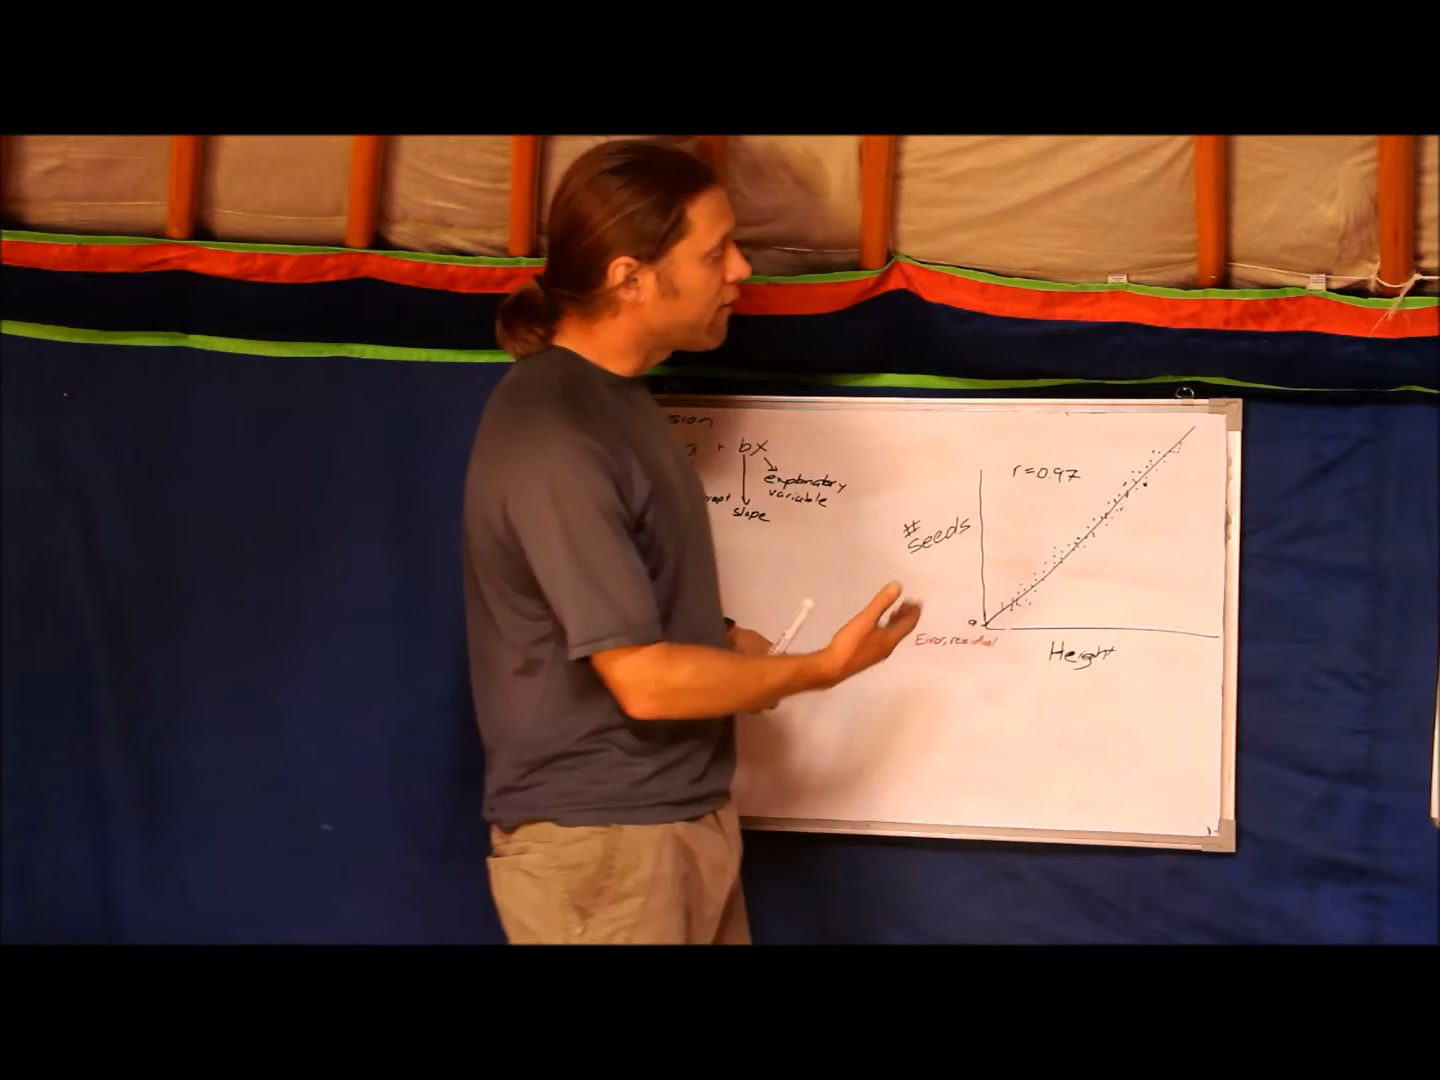 sion
+ bx
explanatory
variable
slope
r=0.97
#
seeds
a
Error, residual
Height